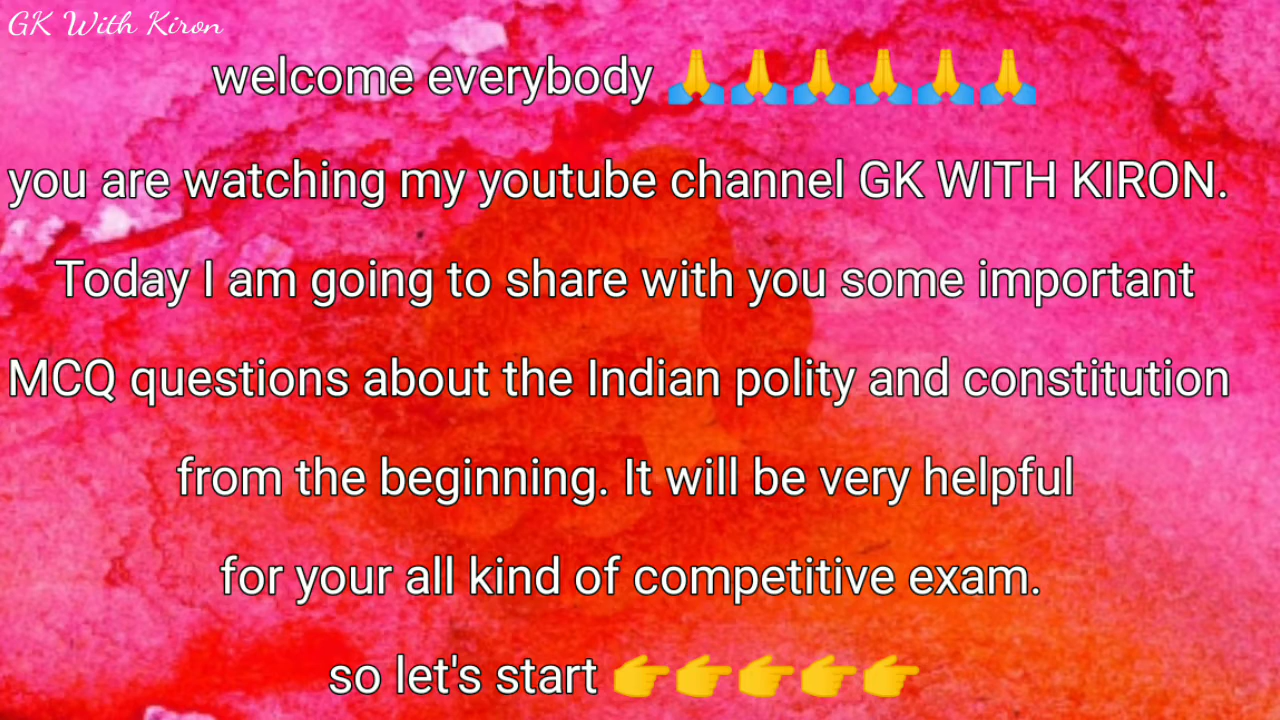 GK With Kiron
welcome everybody 🙏🙏🙏🙏🙏🙏
you are watching my youtube channel GK WITH KIRON.
Today I am going to share with you some important
MCQ questions about the Indian polity and constitution
from the beginning. It will be very helpful
for your all kind of competitive exam.
so let's start 👉👉👉👉👉